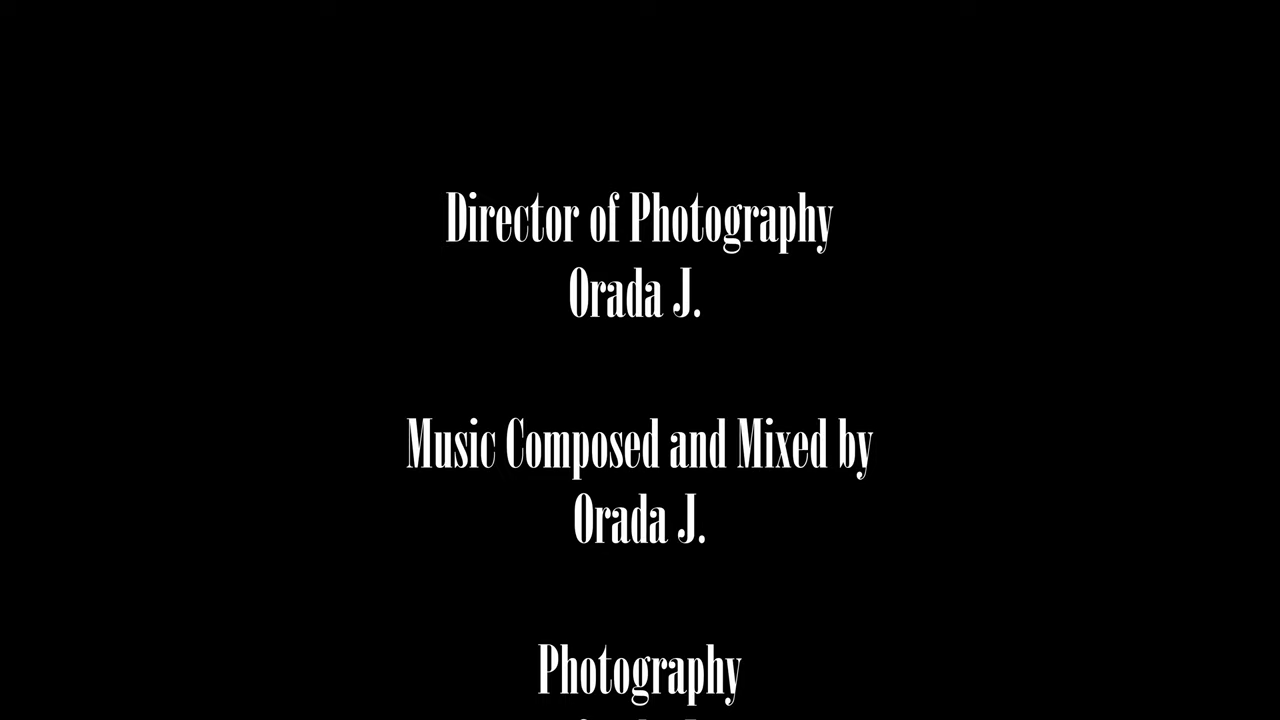 Director of Photography
Orada J.
Music Composed and Mixed by
Orada J.
Photography